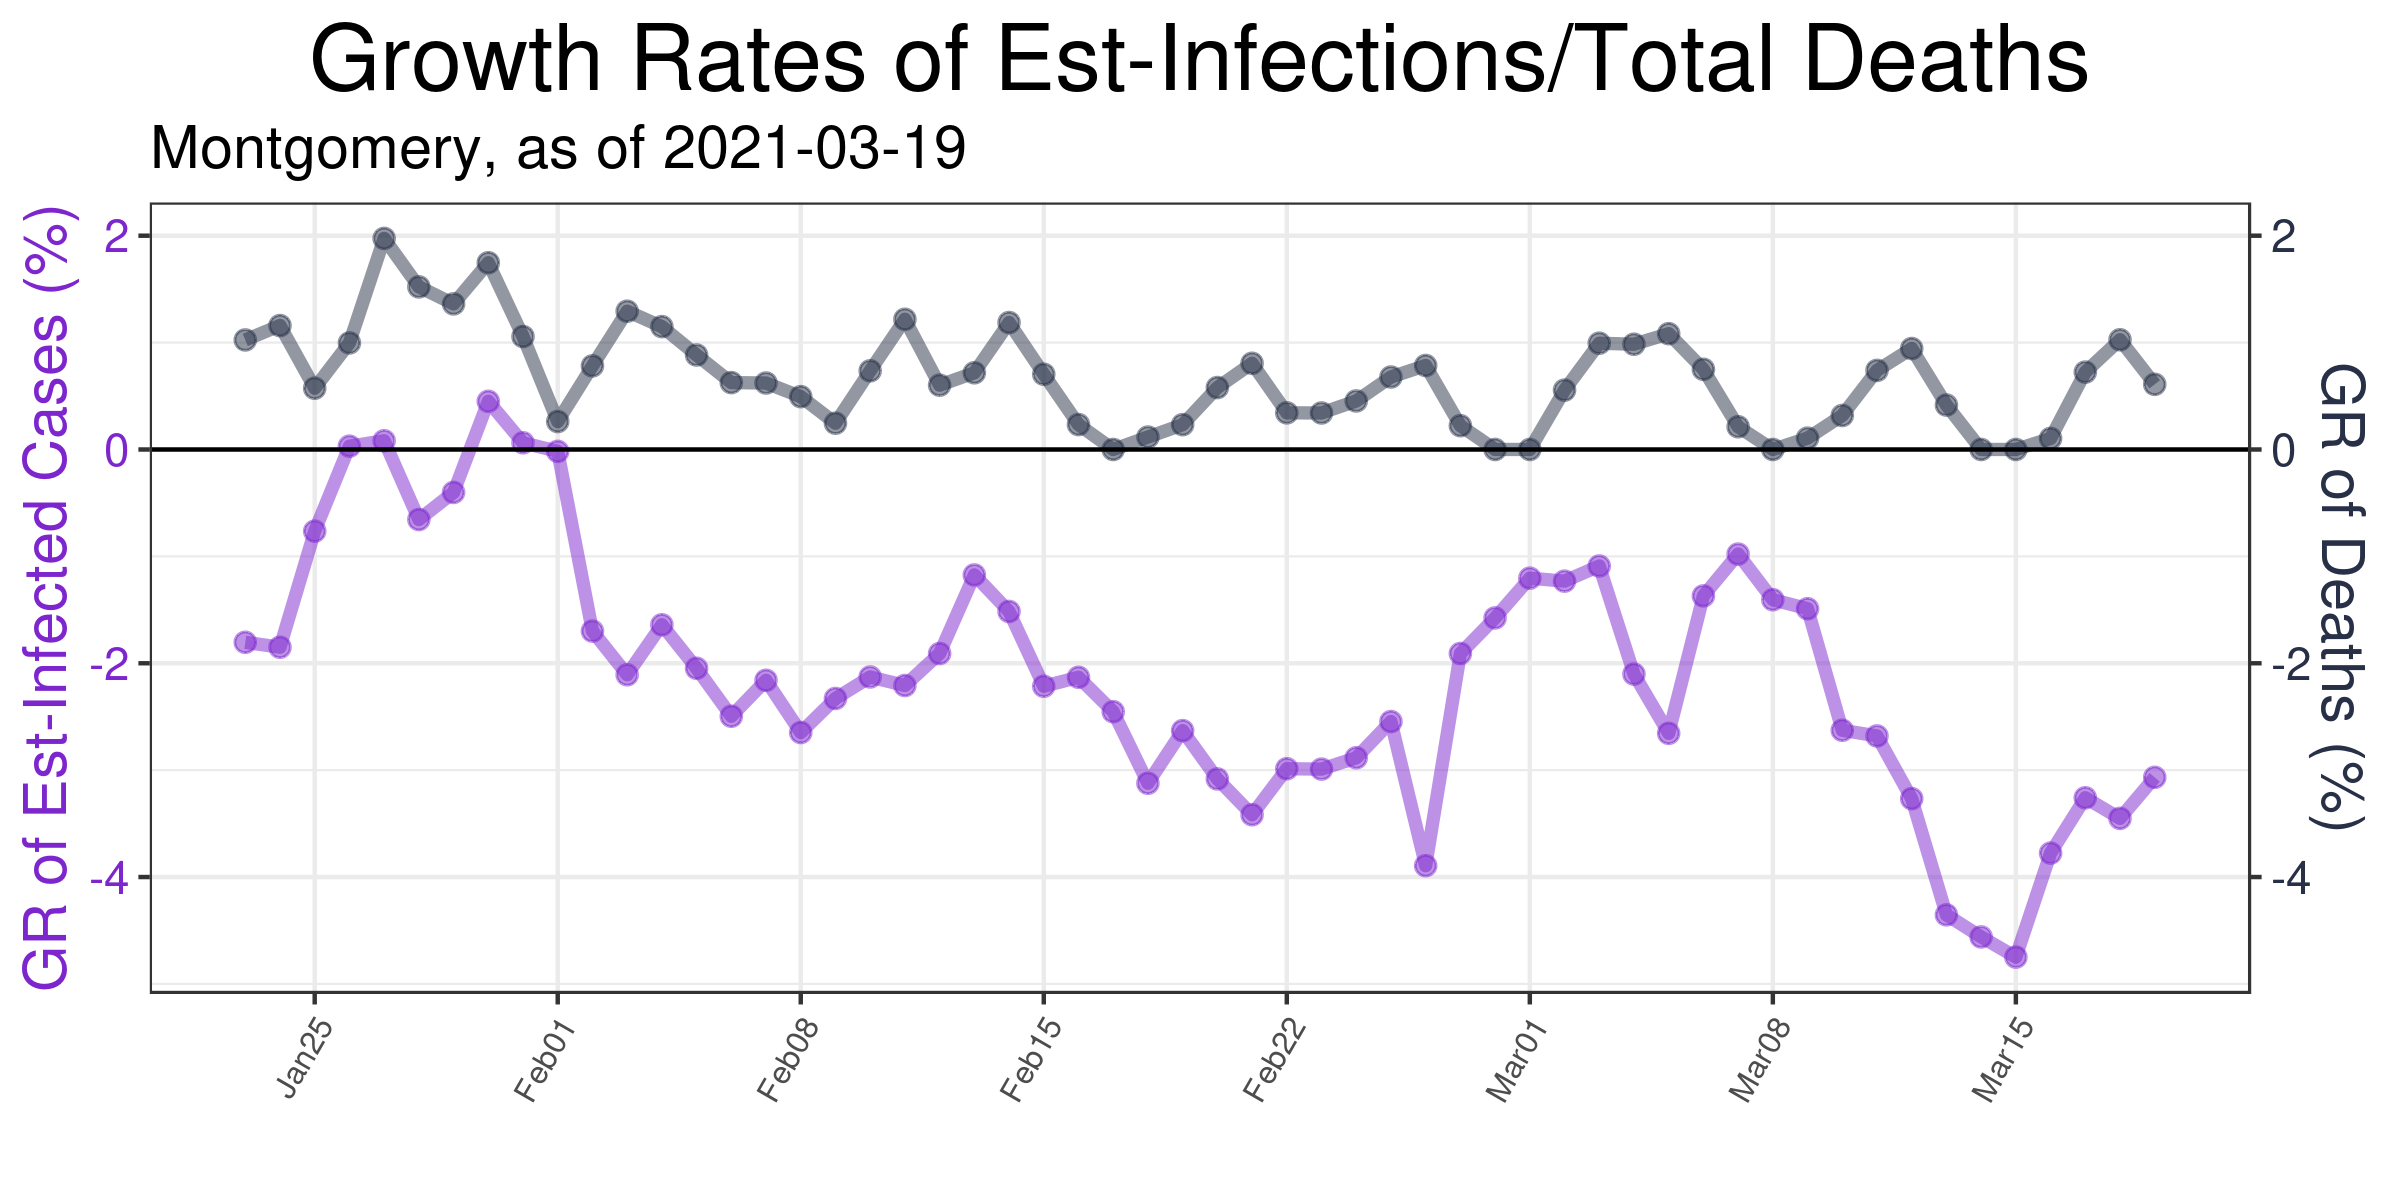 Growth Rates of Est-Infections/Total Deaths
Montgomery, as of 2021-03-19
GR of Est-Infected Cases (%)
2
0
-2
-4
2
0
-2
-4
GR of Deaths (%)
Jan25
Feb01
Feb08
Feb15
Feb22
Mar01
Mar08
Mar15